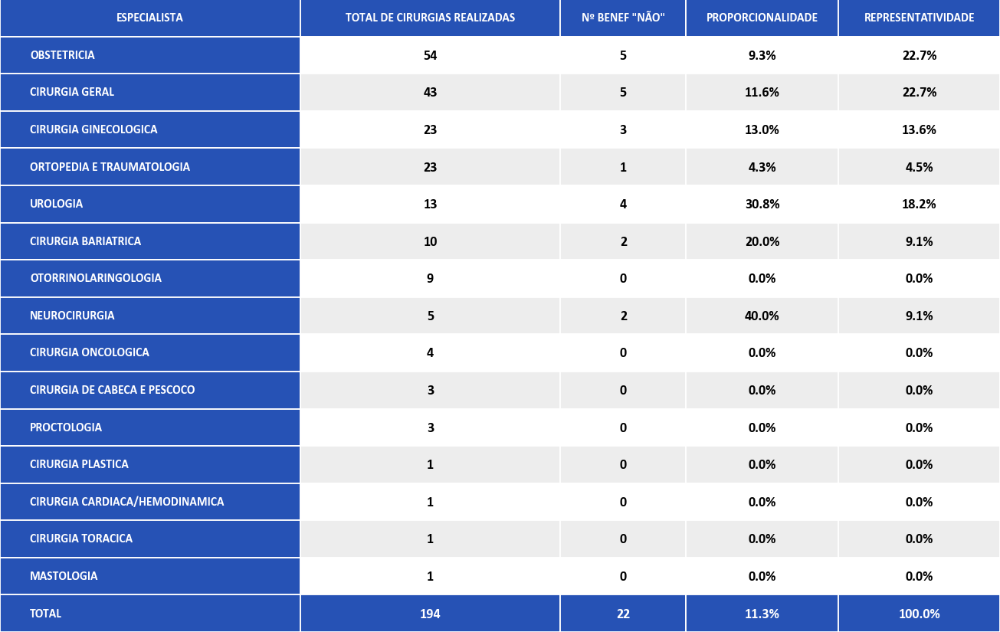 ESPECIALISTA TOTAL DE CIRURGIAS REALIZADAS Nº BENEF "NÃO" PROPORCIONALIDADE REPRESENTATIVIDADE
OBSTETRICIA 54 5 9.3% 22.7%
CIRURGIA GERAL 43 5 11.6% 22.7%
CIRURGIA GINECOLOGICA 23 3 13.0% 13.6%
ORTOPEDIA E TRAUMATOLOGIA 23 1 4.3% 4.5%
UROLOGIA 13 4 30.8% 18.2%
CIRURGIA BARIATRICA 10 2 20.0% 9.1%
OTORRINOLARINGOLOGIA 9 0 0.0% 0.0%
NEUROCIRURGIA 5 2 40.0% 9.1%
CIRURGIA ONCOLOGICA 4 0 0.0% 0.0%
CIRURGIA DE CABECA E PESCOCO 3 0 0.0% 0.0%
PROCTOLOGIA 3 0 0.0% 0.0%
CIRURGIA PLASTICA 1 0 0.0% 0.0%
CIRURGIA CARDIACA/HEMODINAMICA 1 0 0.0% 0.0%
CIRURGIA TORACICA 1 0 0.0% 0.0%
MASTOLOGIA 1 0 0.0% 0.0%
TOTAL 194 22 11.3% 100.0%